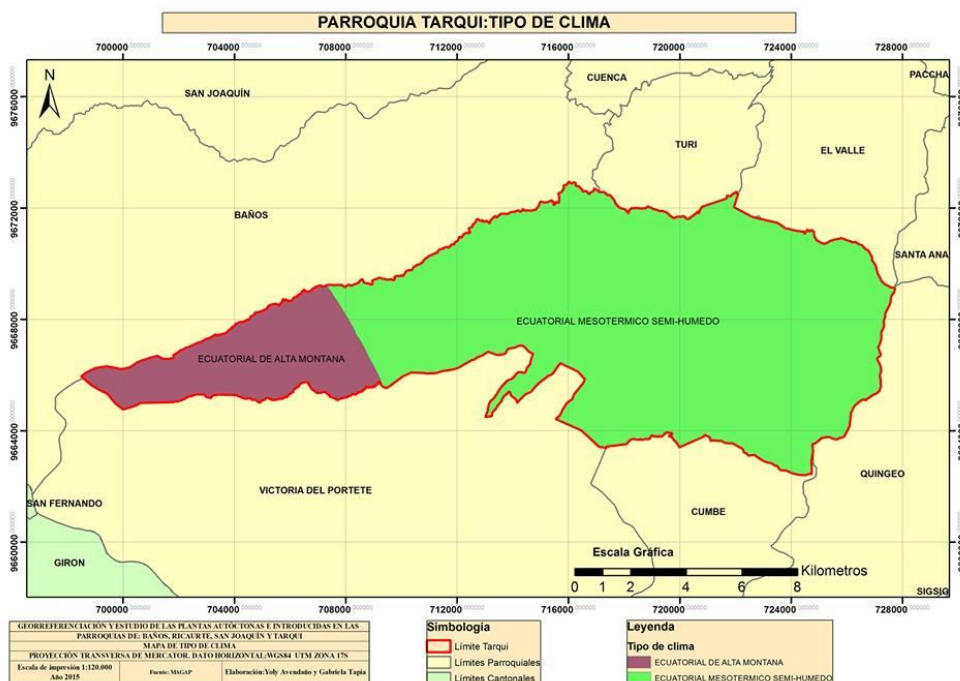 PARROQUIA TARQUI:TIPO DE CLIMA
700000 704000 708000 712000 716000 720000 724000 728000
N
CUENCA
PACCHA
9676000
SAN JOAQUÍN
TURI
EL VALLE
9672000
BAÑOS
SANTA ANA
9668000
ECUATORIAL MESOTERMICO SEMI-HUMEDO
ECUATORIAL DE ALTA MONTANA
9664000
QUINGEO
VICTORIA DEL PORTETE
SAN FERNANDO
CUMBE
9660000
Escala Gráfica
GIRON
Kilometros
0 1 2 4 6 8
SIGSIG
700000 704000 708000 712000 716000 720000 724000 728000
GEORREFERENCIACIÓN Y ESTUDIO DE LAS PLANTAS AUTÓCTONAS E INTRODUCIDAS EN LAS
PARROQUIAS DE: BAÑOS, RICAURTE, SAN JOAQUÍN Y TARQUI
MAPA DE TIPO DE CLIMA
PROYECCIÓN TRANSVERSA DE MERCATOR. DATO HORIZONTAL:WGS84 UTM ZONA 17S
Escala de impresión 1:120.000
Año 2015
Fuente: MAGAP
Elaboración:Yoly Avendaño y Gabriela Tapia
Simbología
Límite Tarqui
Límites Parroquiales
Límites Cantonales
Leyenda
Tipo de clima
ECUATORIAL DE ALTA MONTANA
ECUATORIAL MESOTERMICO SEMI-HUMEDO